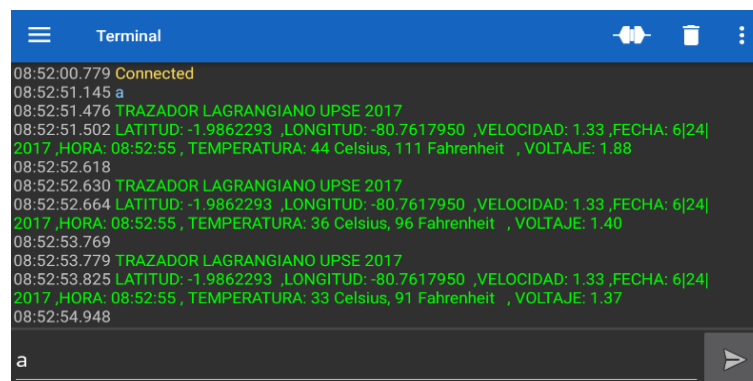 Terminal
08:52:00.779 Connected
08:52:51.145 a
08:52:51.476 TRAZADOR LAGRANGIANO UPSE 2017
08:52:51.502 LATITUD: -1.9862293 ,LONGITUD: -80.7617950 ,VELOCIDAD: 1.33 ,FECHA: 6|24|
2017 ,HORA: 08:52:55 , TEMPERATURA: 44 Celsius, 111 Fahrenheit , VOLTAJE: 1.88
08:52:52.618
08:52:52.630 TRAZADOR LAGRANGIANO UPSE 2017
08:52:52.664 LATITUD: -1.9862293 ,LONGITUD: -80.7617950 ,VELOCIDAD: 1.33 ,FECHA: 6|24|
2017 ,HORA: 08:52:55 , TEMPERATURA: 36 Celsius, 96 Fahrenheit , VOLTAJE: 1.40
08:52:53.769
08:52:53.779 TRAZADOR LAGRANGIANO UPSE 2017
08:52:53.825 LATITUD: -1.9862293 ,LONGITUD: -80.7617950 ,VELOCIDAD: 1.33 ,FECHA: 6|24|
2017 ,HORA: 08:52:55 , TEMPERATURA: 33 Celsius, 91 Fahrenheit , VOLTAJE: 1.37
08:52:54.948
a